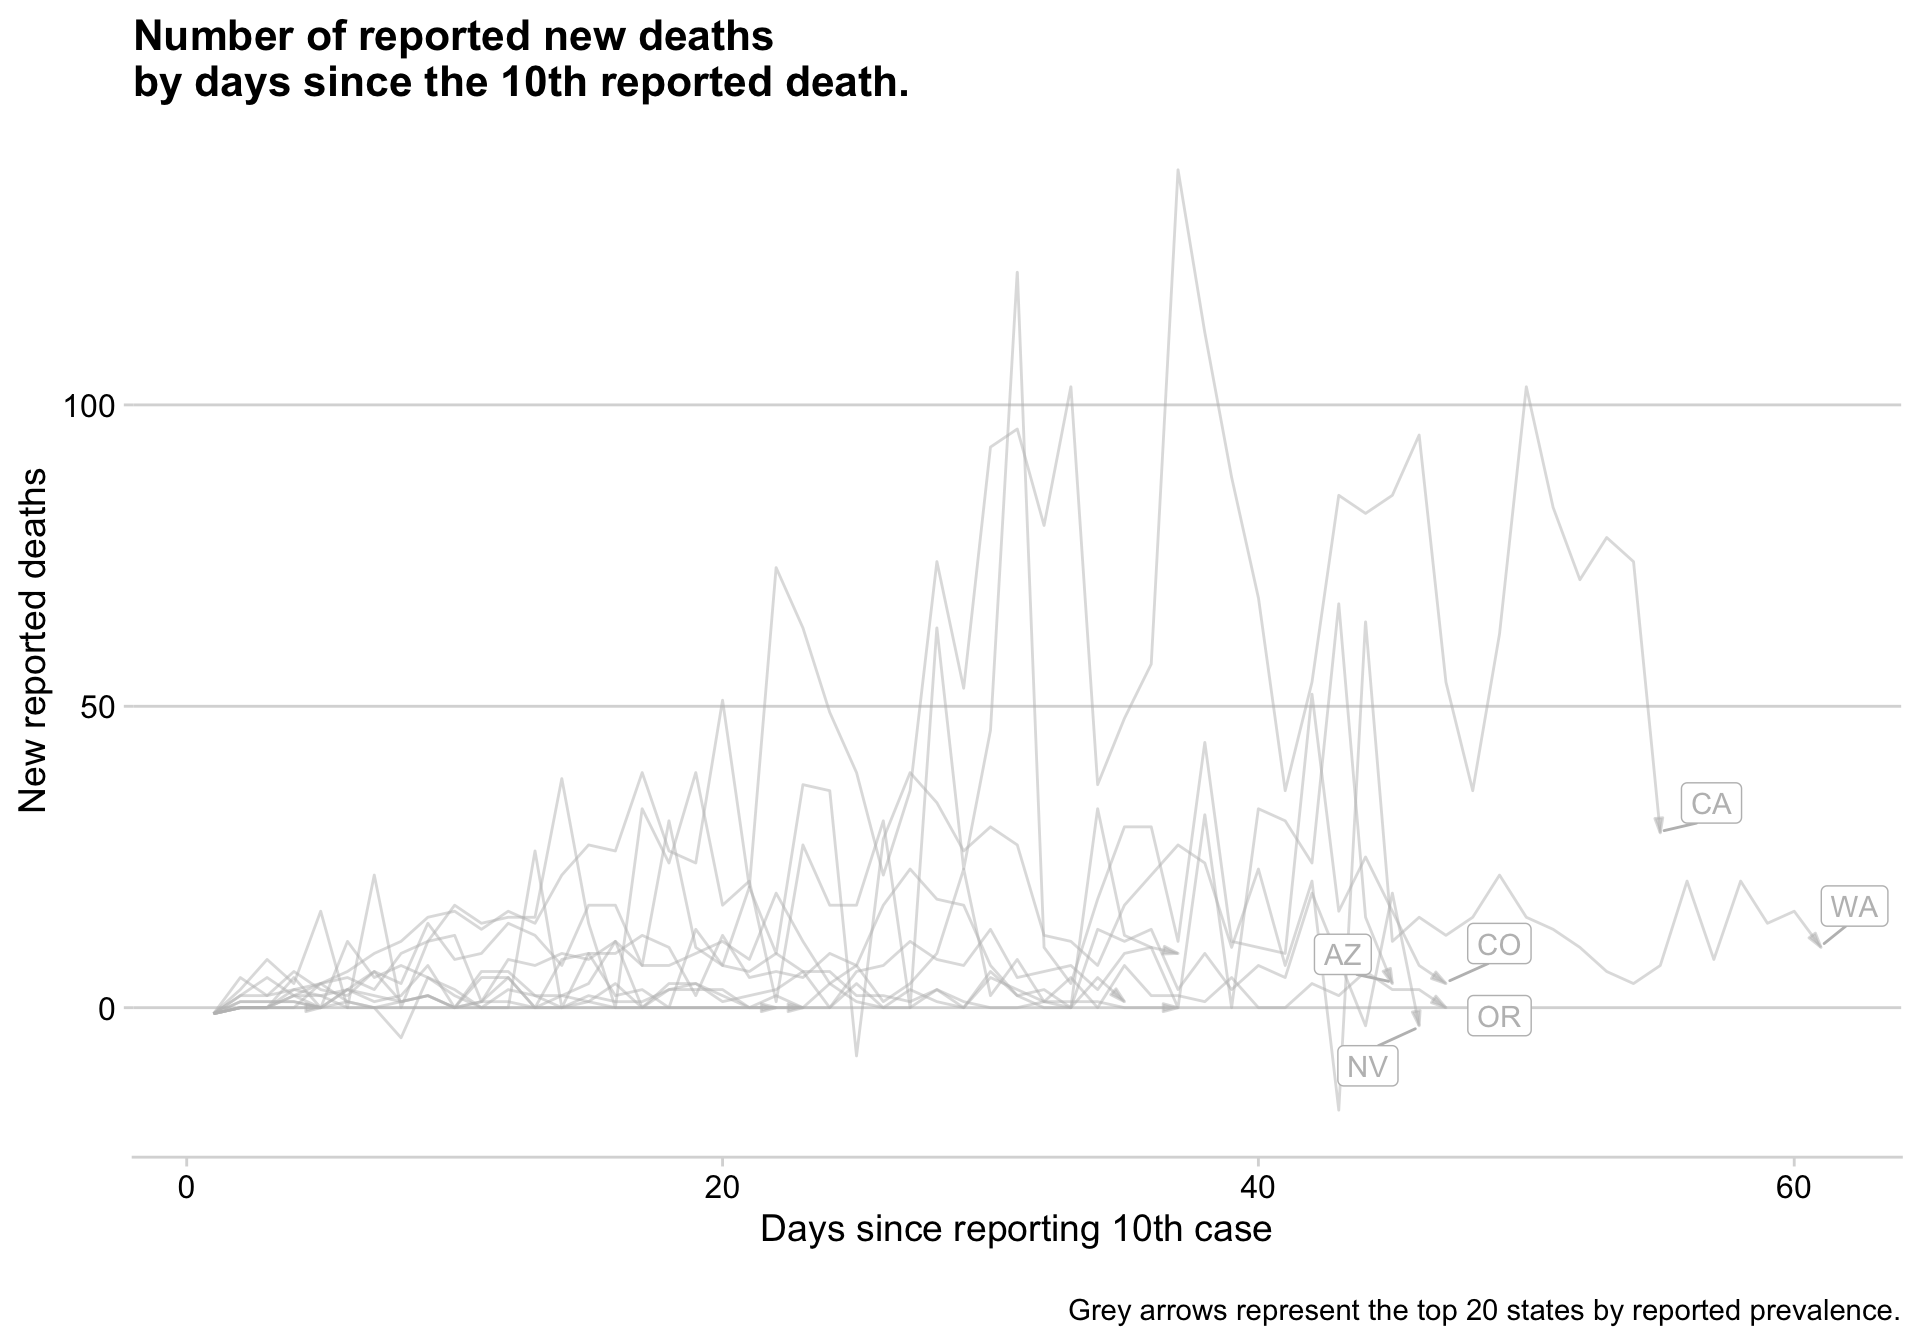 Number of reported new deaths
by days since the 10th reported death.
New reported deaths
100
50
0
CA
WA
CO
AZ
OR
NV
0
20
40
60
Days since reporting 10th case
Grey arrows represent the top 20 states by reported prevalence.